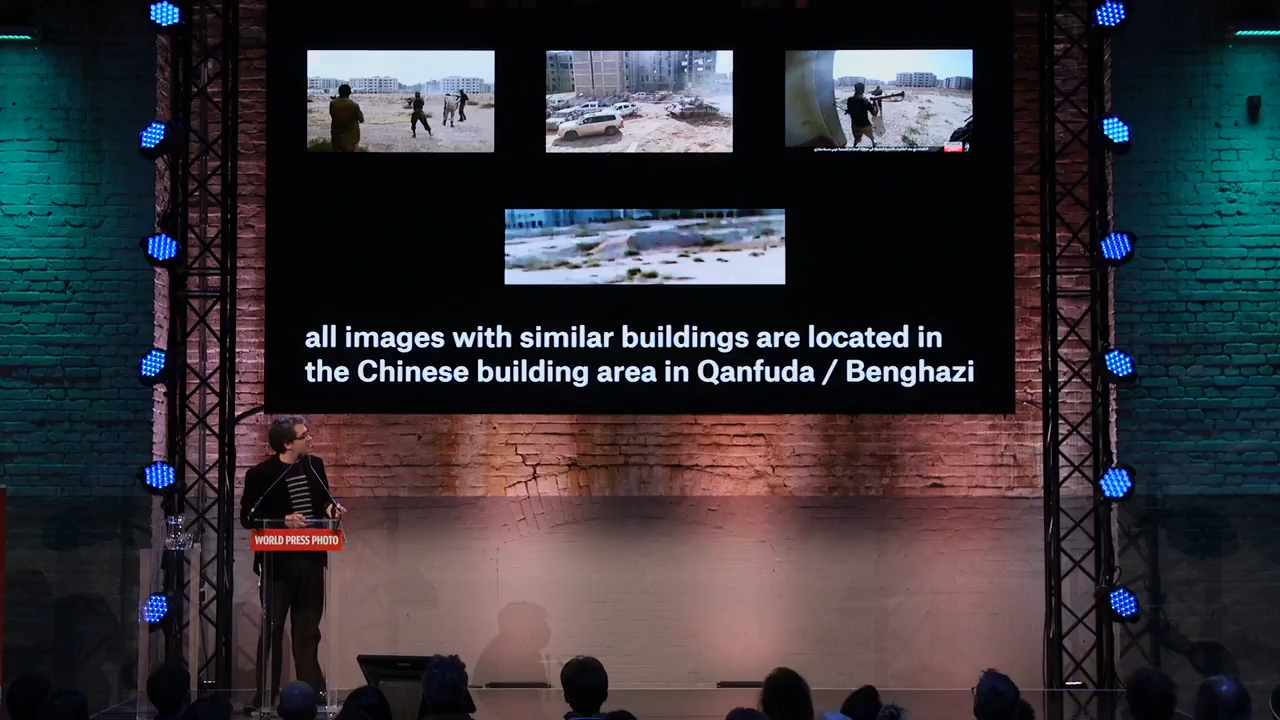 all images with similar buildings are located in
the Chinese building area in Qanfuda / Benghazi
WORLD PRESS PHOTO